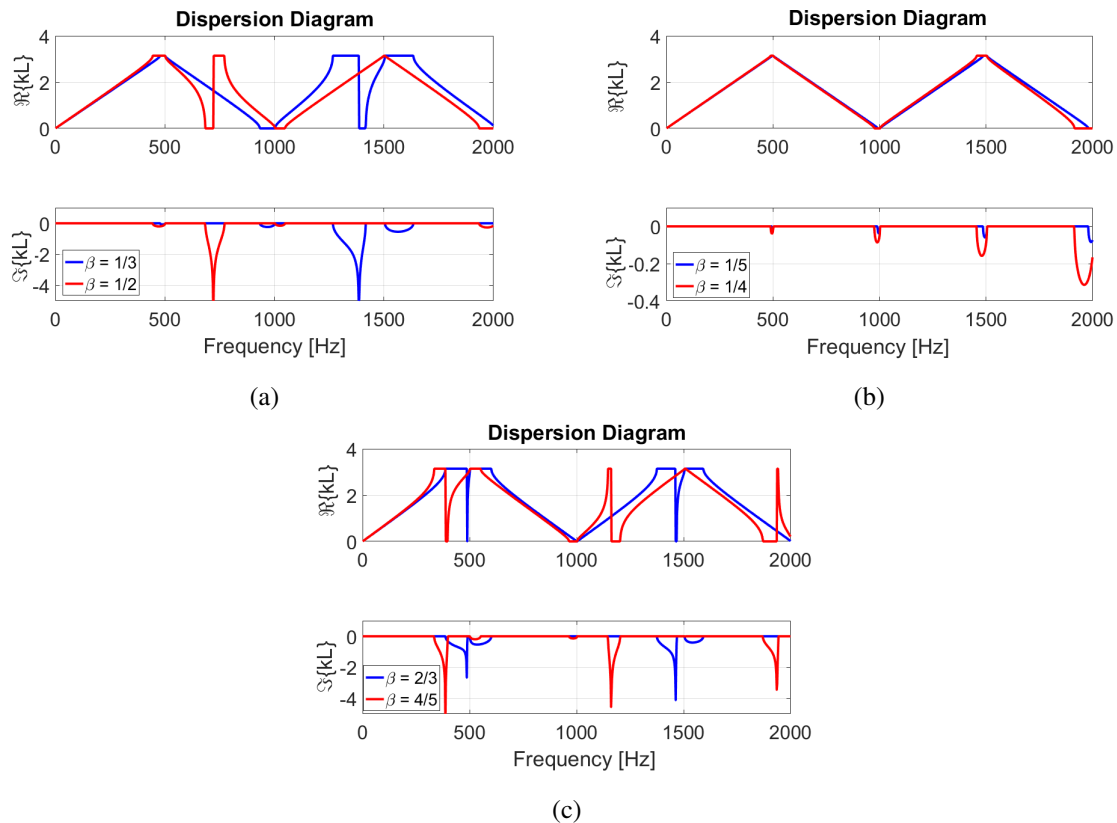 Dispersion Diagram
ℜ{kL}
4
2
0
0 500 1000 1500 2000
ℑ{kL}
0
-2
-4
β = 1/3
β = 1/2
0 500 1000 1500 2000
Frequency [Hz]
(a)
Dispersion Diagram
ℜ{kL}
4
2
0
0 500 1000 1500 2000
ℑ{kL}
0
-0.2
-0.4
β = 1/5
β = 1/4
0 500 1000 1500 2000
Frequency [Hz]
(b)
Dispersion Diagram
ℜ{kL}
4
2
0
0 500 1000 1500 2000
ℑ{kL}
0
-2
-4
β = 2/3
β = 4/5
0 500 1000 1500 2000
Frequency [Hz]
(c)